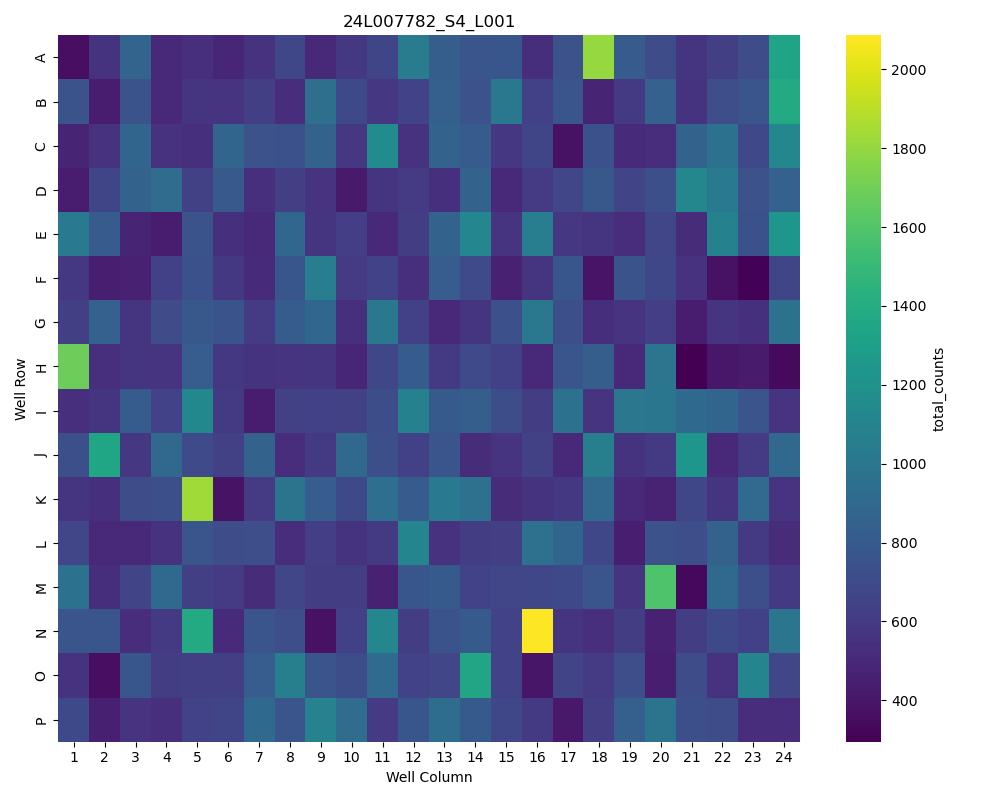 24L007782_S4_L001
A
B
C
D
E
F
G
H
I
J
K
L
M
N
O
P
Well Row
1 2 3 4 5 6 7 8 9 10 11 12 13 14 15 16 17 18 19 20 21 22 23 24
Well Column
2000
1800
1600
1400
1200
1000
800
600
400
total_counts